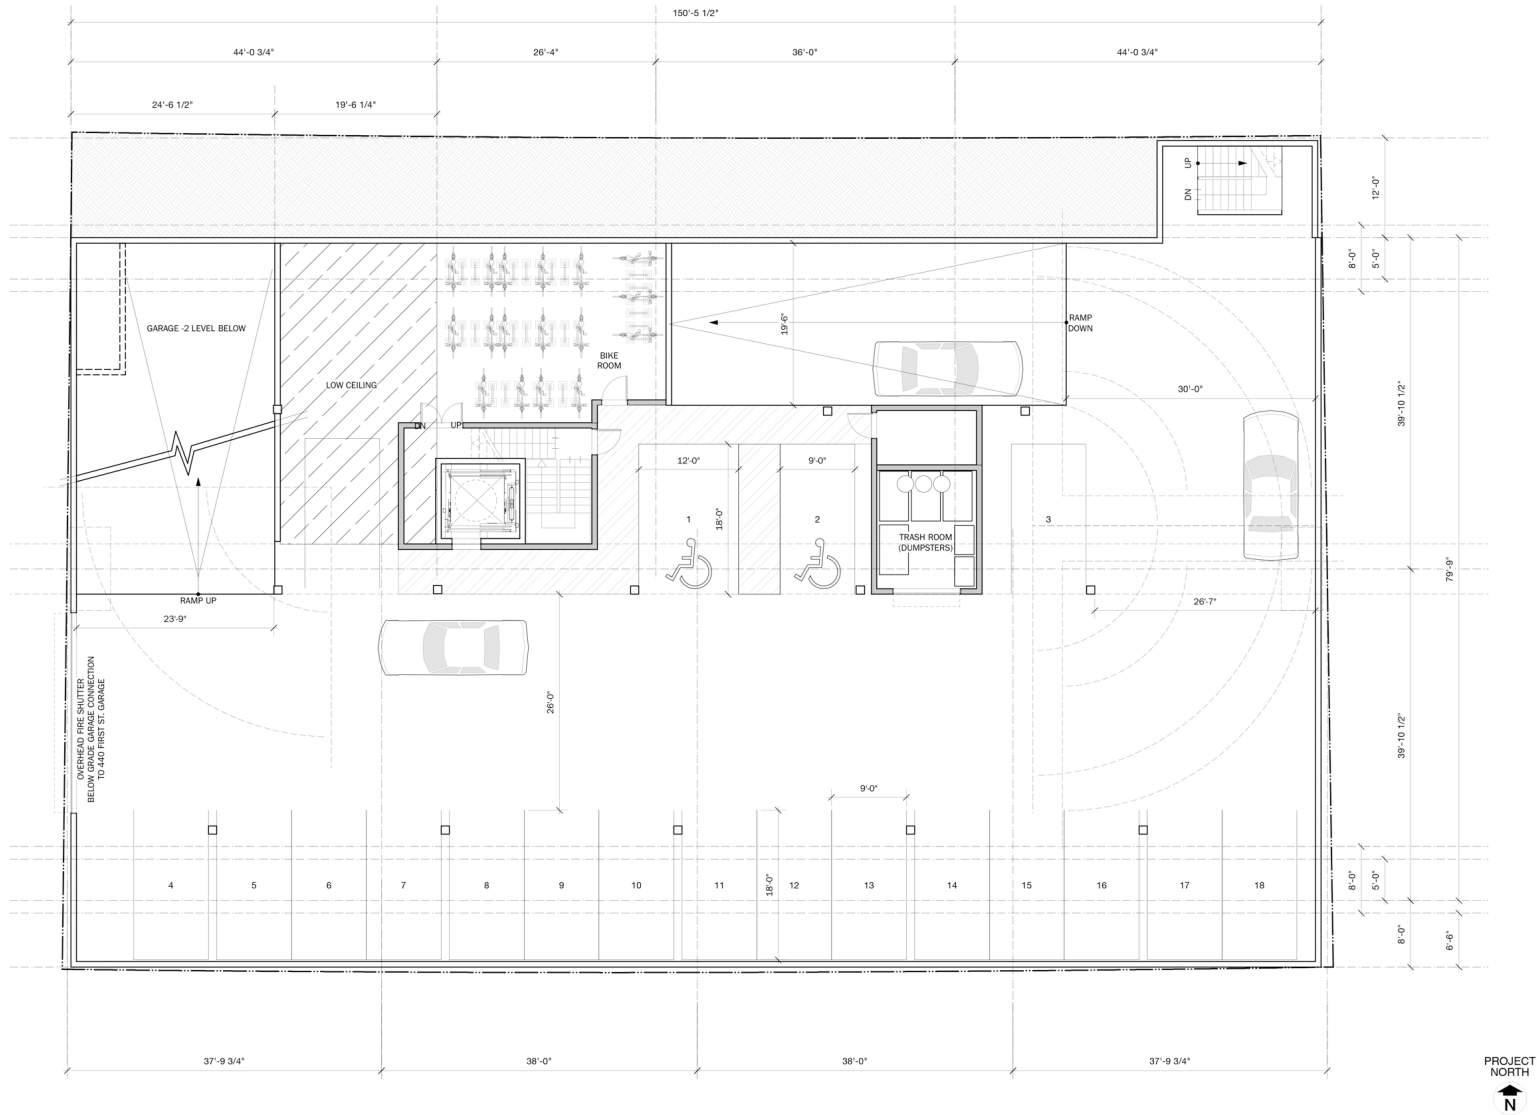 150'-5 1/2"
44'-0 3/4"
26'-4"
36'-0"
44'-0 3/4"
24'-6 1/2"
19'-6 1/4"
UP
DN
12'-0"
8'-0"
5'-0"
GARAGE -2 LEVEL BELOW
LOW CEILING
BIKE
ROOM
19'-6"
RAMP
DOWN
30'-0"
39'-10 1/2"
DN
UP
12'-0"
9'-0"
18'-0"
1
2
3
TRASH ROOM
(DUMPSTERS)
79'-9"
RAMP UP
23'-9"
26'-7"
OVERHEAD FIRE SHUTTER
BELOW GRADE GARAGE CONNECTION
TO 440 FIRST ST. GARAGE
26'-0"
39'-10 1/2"
9'-0"
18'-0"
4
5
6
7
8
9
10
11
12
13
14
15
16
17
18
8'-0"
5'-0"
8'-0"
6'-6"
37'-9 3/4"
38'-0"
38'-0"
37'-9 3/4"
PROJECT
NORTH
N